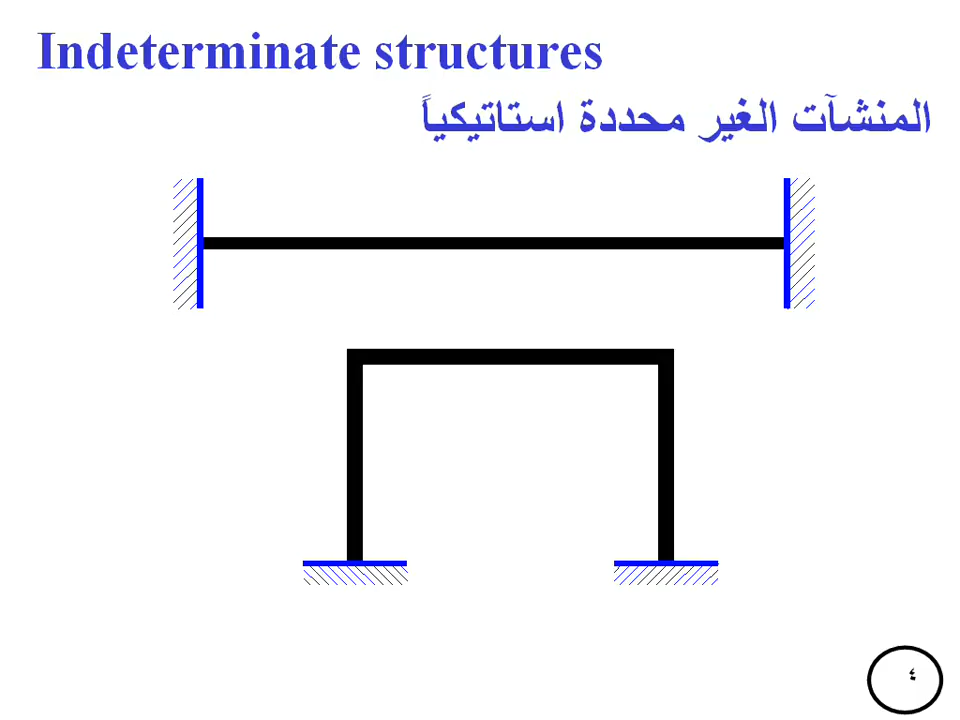 Indeterminate structures
المنشآت الغير محددة استاتيكياً
٤